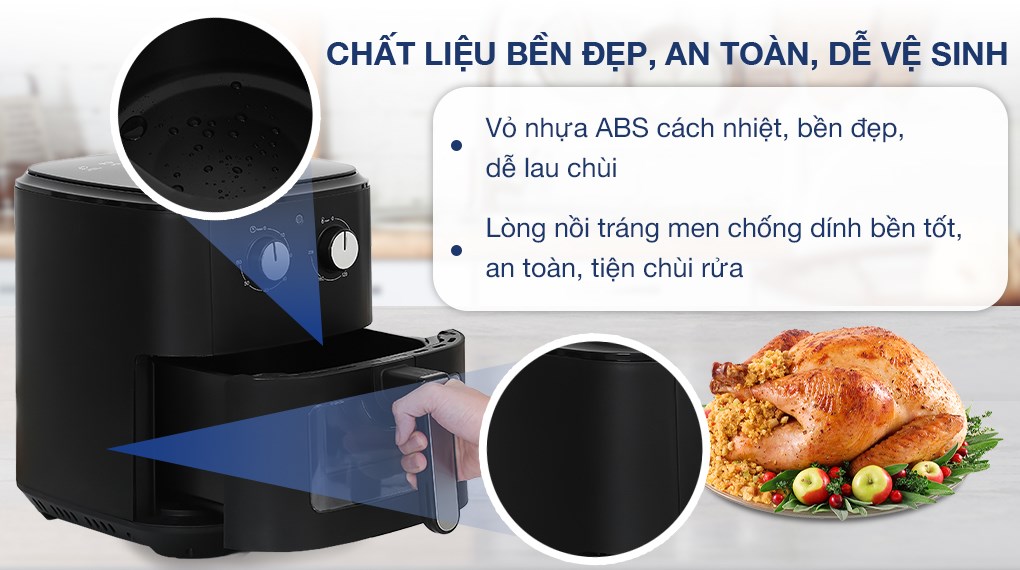 CHẤT LIỆU BỀN ĐẸP, AN TOÀN, DỄ VỆ SINH
Vỏ nhựa ABS cách nhiệt, bền đẹp,
dễ lau chùi
Lòng nồi tráng men chống dính bền tốt,
an toàn, tiện chùi rửa